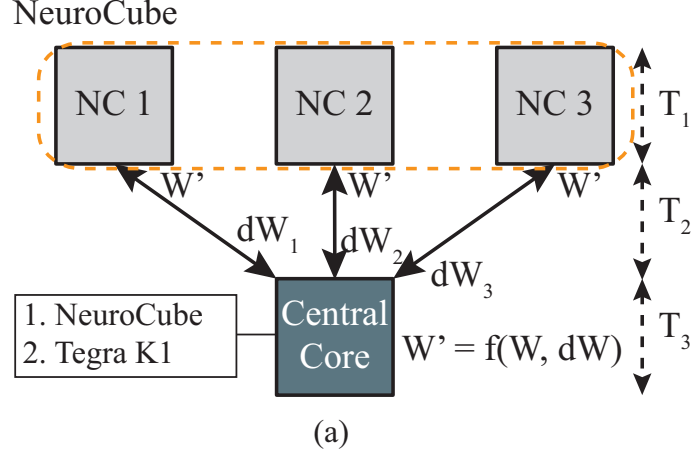 NeuroCube
NC 1
NC 2
NC 3
T1
W’
W’
W’
T2
dW1
dW2
dW3
1. NeuroCube
2. Tegra K1
Central
Core
W’ = f(W, dW)
T3
(a)